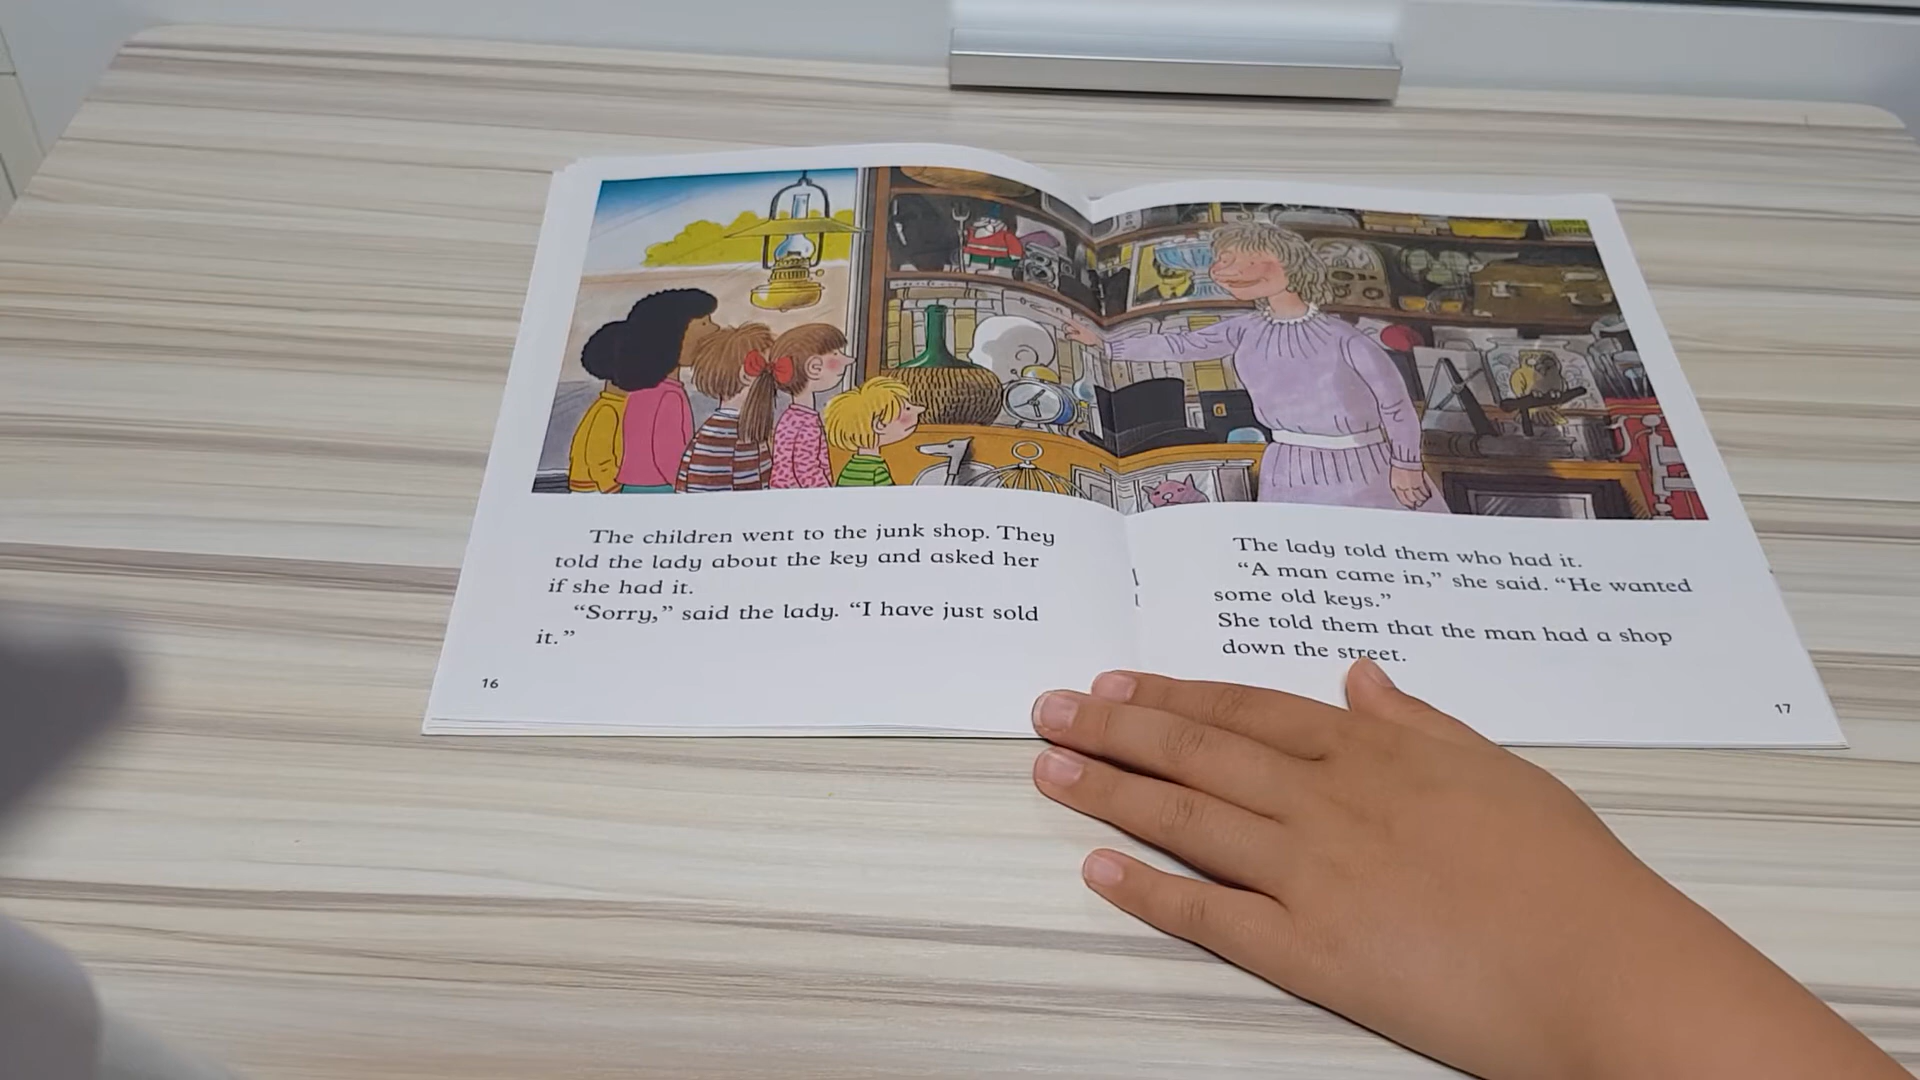 The children went to the junk shop. They
told the lady about the key and asked her
if she had it.
“Sorry,” said the lady. “I have just sold
it.”
16
The lady told them who had it.
“A man came in,” she said. “He wanted
some old keys.”
She told them that the man had a shop
down the street.
17